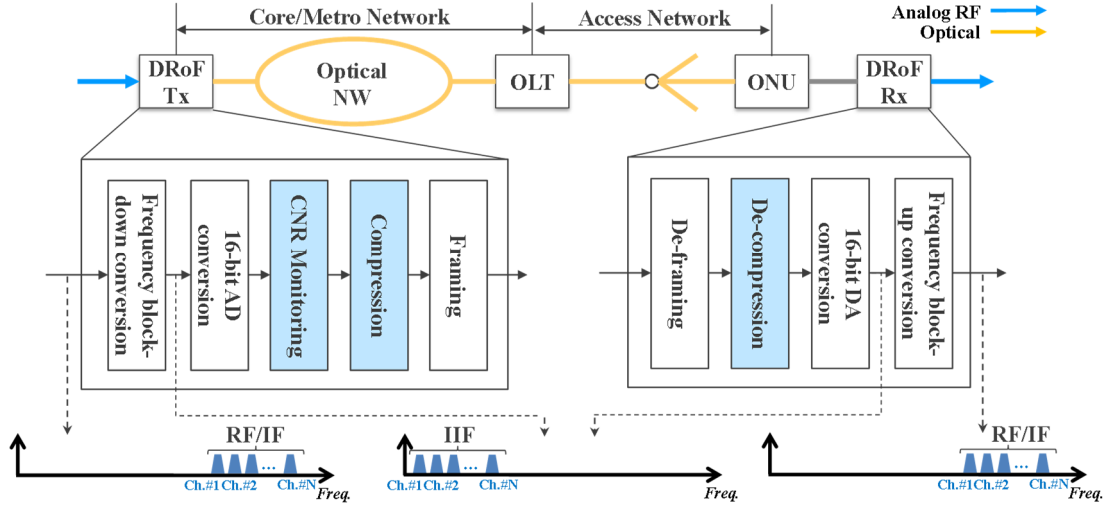 Core/Metro Network
Access Network
Analog RF
Optical
DRoF
Tx
Optical
NW
OLT
ONU
DRoF
Rx
Frequency block-
down conversion
16-bit AD
conversion
CNR Monitoring
Compression
Framing
De-framing
De-compression
16-bit DA
conversion
Frequency block-
up conversion
RF/IF
...
Ch.#1 Ch.#2 Ch.#N
Freq.
IIF
...
Ch.#1 Ch.#2 Ch.#N
Freq.
RF/IF
...
Ch.#1 Ch.#2 Ch.#N
Freq.